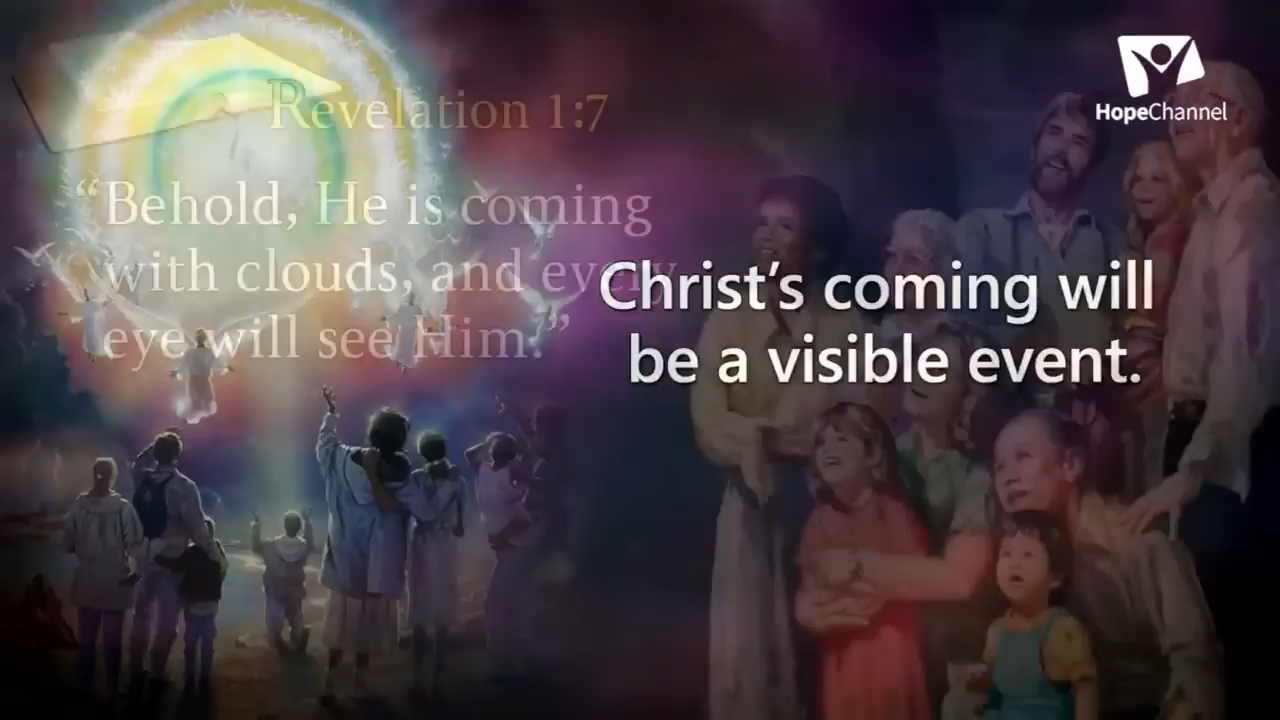 Revelation 1:7
“Behold, He is coming
with clouds, and every
eye will see Him.”
Christ’s coming will
be a visible event.
HopeChannel